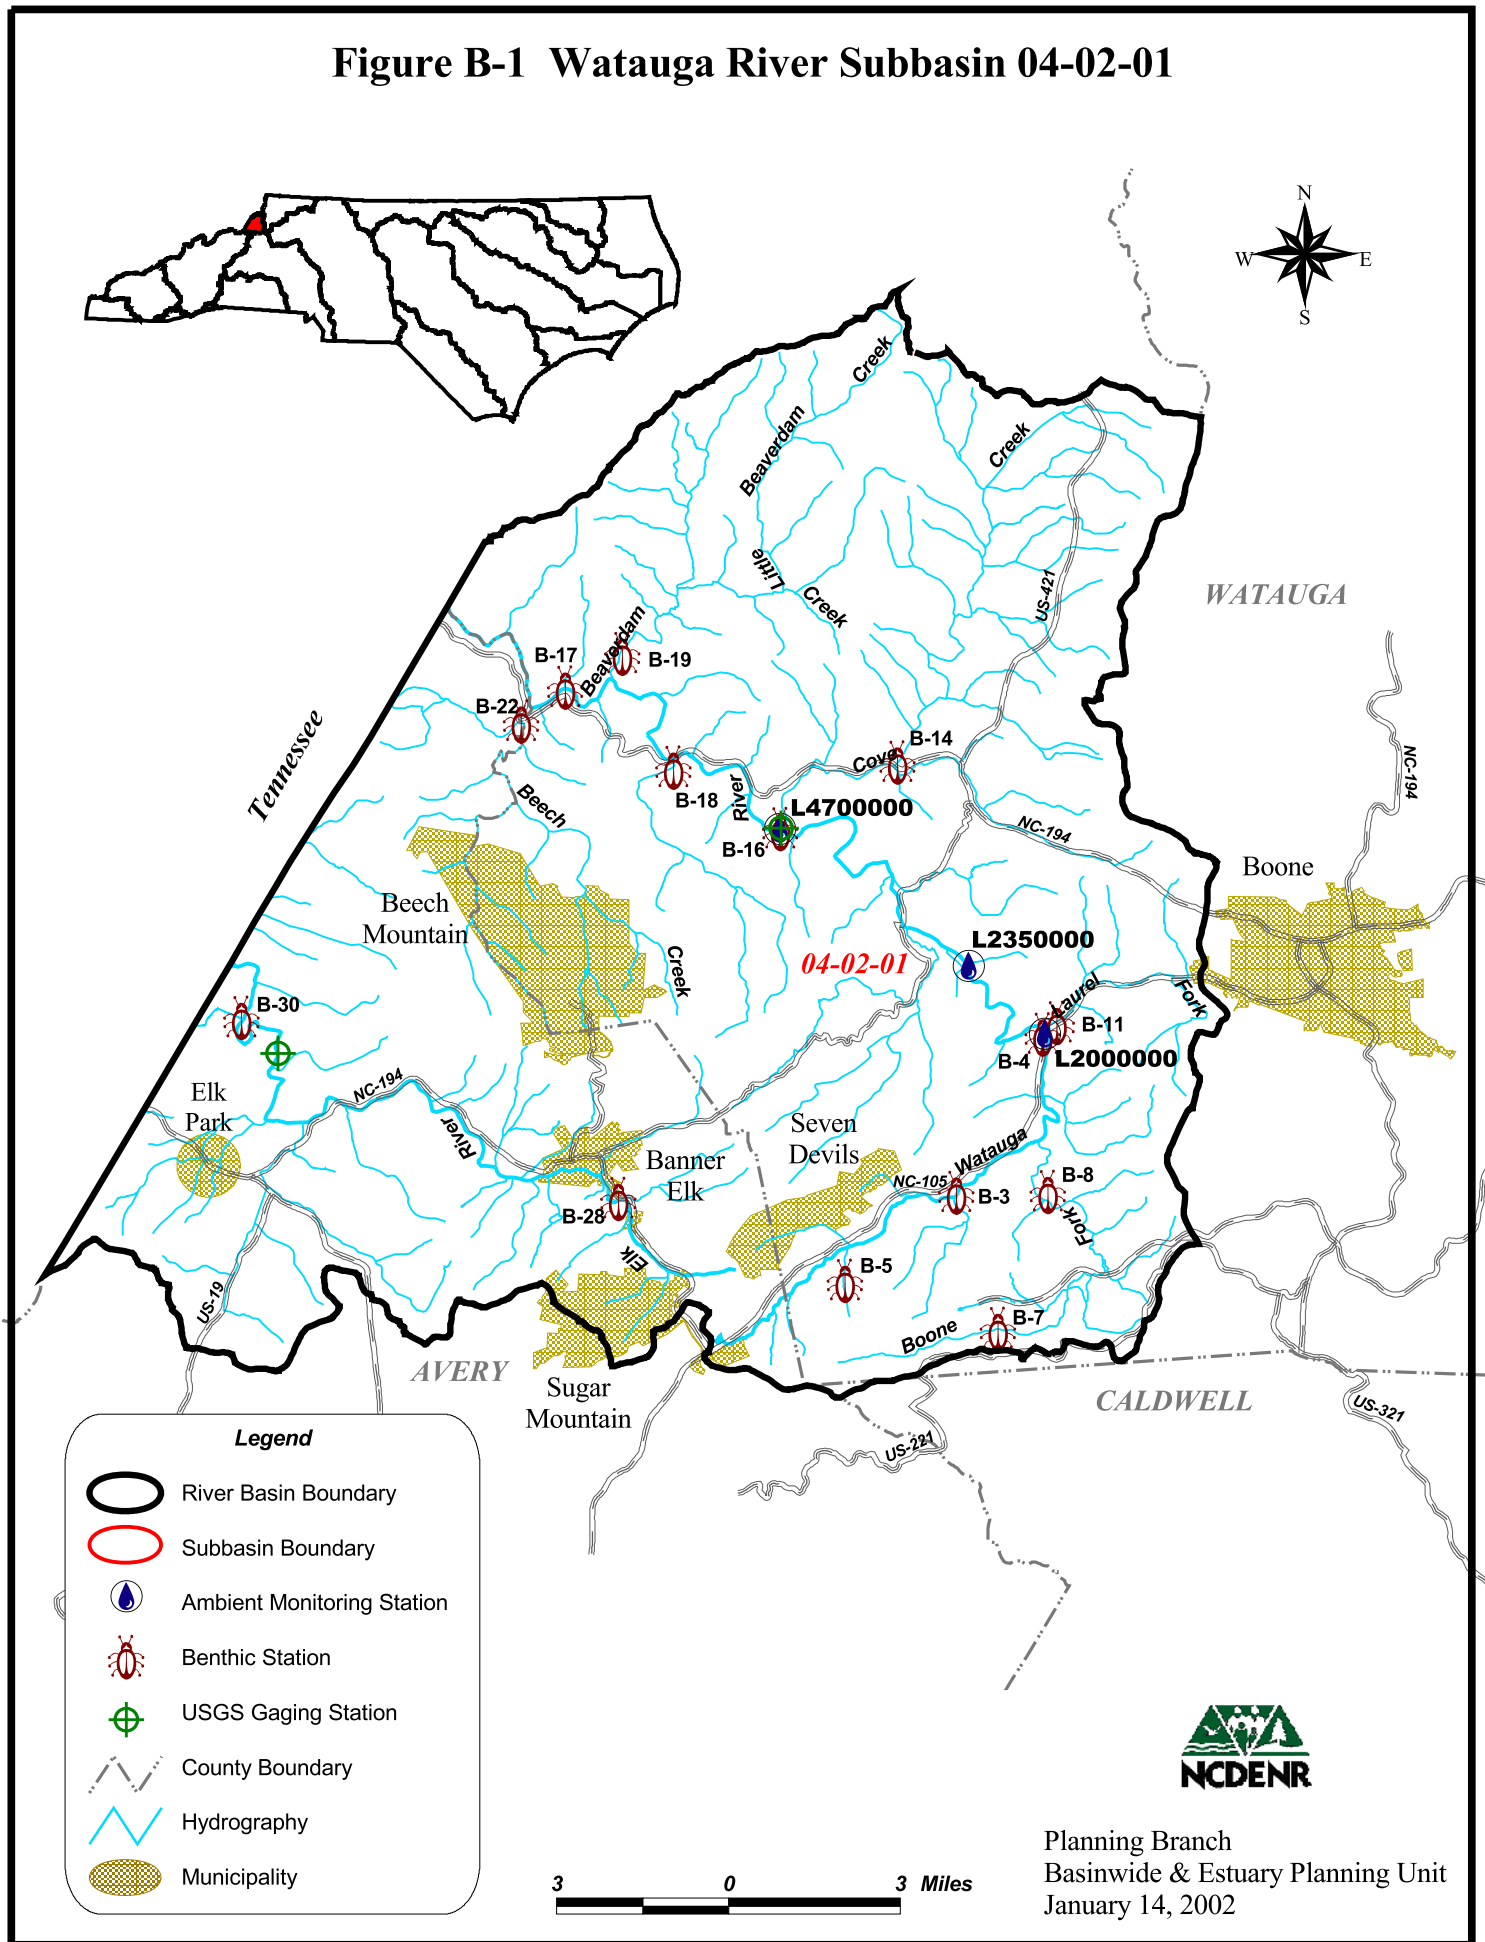 Figure B-1 Watauga River Subbasin 04-02-01
N
W
E
S
Creek
Beaverdam
Creek
Little
Creek
US-421
WATAUGA
Beaverdam
B-17
B-19
B-22
Tennessee
B-14
Cove
B-18
River
L4700000
B-16
Beech
NC-194
NC-194
Boone
Beech
Mountain
Creek
04-02-01
L2350000
Laurel
Fork
B-30
B-11
B-4
L2000000
Elk
Park
NC-194
River
Seven
Devils
Banner
Elk
Watauga
NC-105
B-3
B-8
Fork
B-28
Elk
B-5
US-19
Boone
B-7
AVERY
Sugar
Mountain
CALDWELL
US-321
US-221
Legend
River Basin Boundary
Subbasin Boundary
Ambient Monitoring Station
Benthic Station
USGS Gaging Station
County Boundary
Hydrography
Municipality
3 0 3 Miles
NCDENR
Planning Branch
Basinwide & Estuary Planning Unit
January 14, 2002